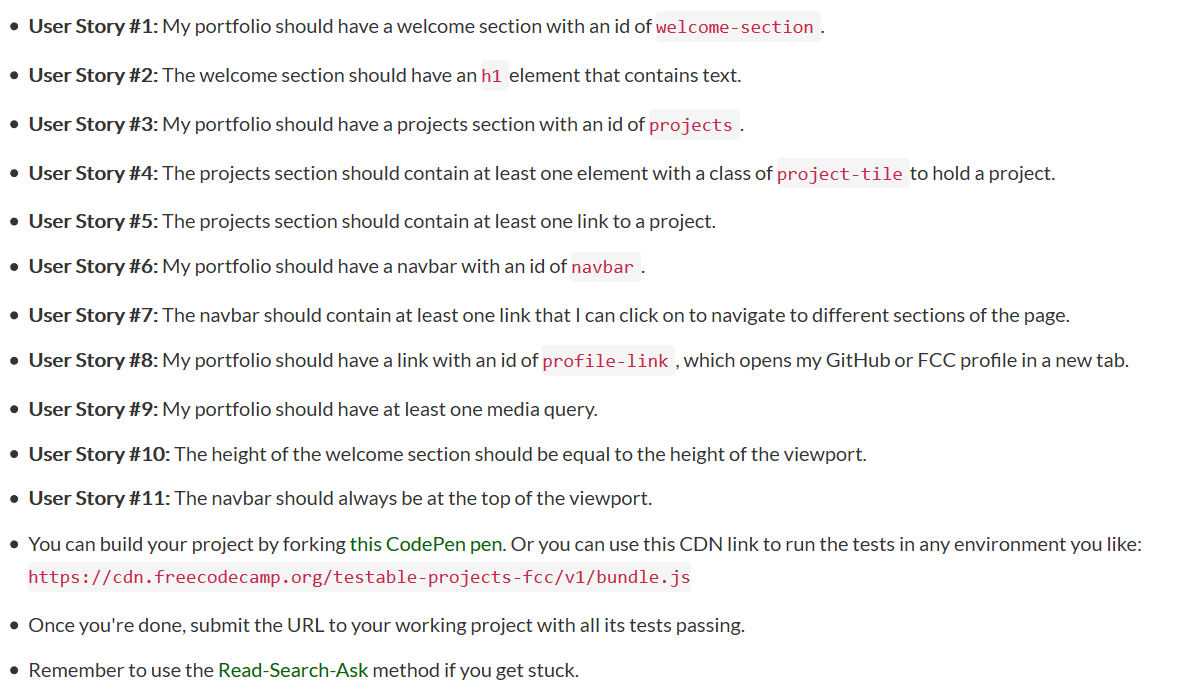 • User Story #1: My portfolio should have a welcome section with an id of welcome-section .
• User Story #2: The welcome section should have an h1 element that contains text.
• User Story #3: My portfolio should have a projects section with an id of projects .
• User Story #4: The projects section should contain at least one element with a class of project-tile to hold a project.
• User Story #5: The projects section should contain at least one link to a project.
• User Story #6: My portfolio should have a navbar with an id of navbar .
• User Story #7: The navbar should contain at least one link that I can click on to navigate to different sections of the page.
• User Story #8: My portfolio should have a link with an id of profile-link , which opens my GitHub or FCC profile in a new tab.
• User Story #9: My portfolio should have at least one media query.
• User Story #10: The height of the welcome section should be equal to the height of the viewport.
• User Story #11: The navbar should always be at the top of the viewport.
• You can build your project by forking this CodePen pen. Or you can use this CDN link to run the tests in any environment you like:
https://cdn.freecodecamp.org/testable-projects-fcc/v1/bundle.js
• Once you're done, submit the URL to your working project with all its tests passing.
• Remember to use the Read-Search-Ask method if you get stuck.